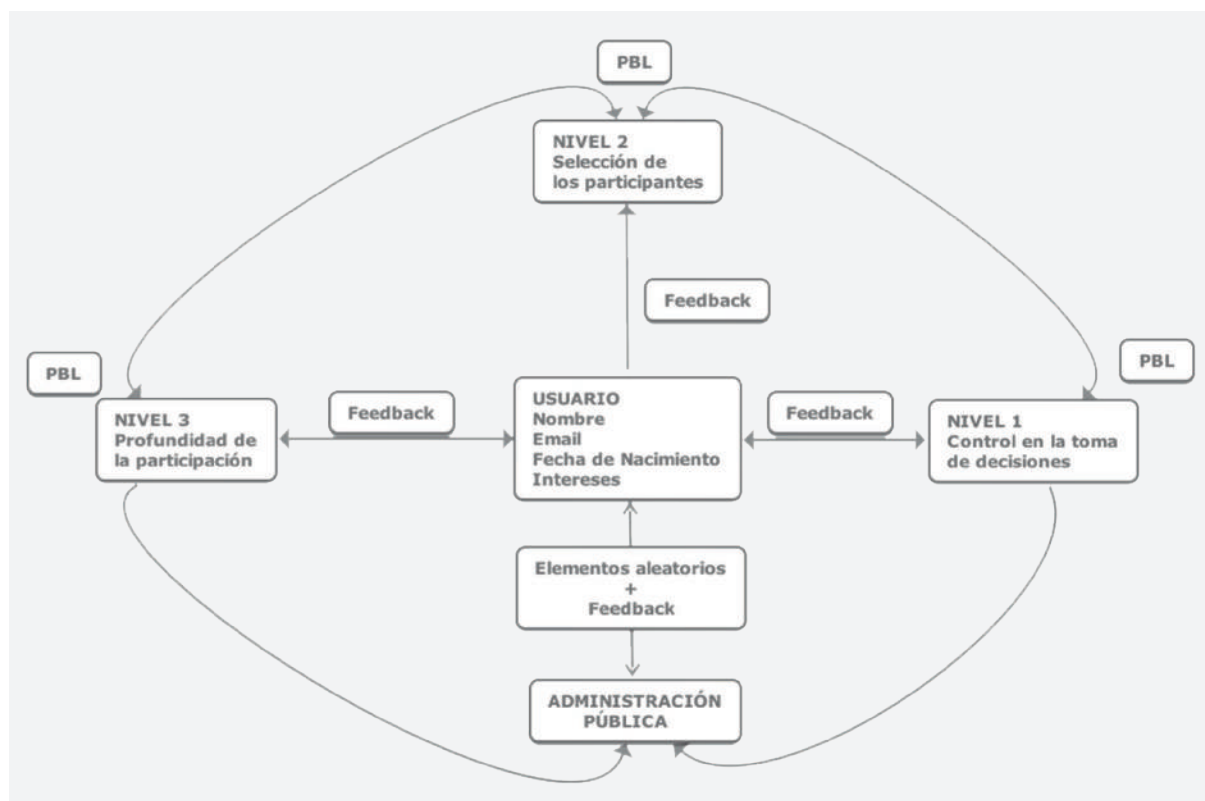 PBL
NIVEL 2
Selección de
los participantes
Feedback
PBL
PBL
NIVEL 3
Profundidad de
la participación
Feedback
USUARIO
Nombre
Email
Fecha de Nacimiento
Intereses
Feedback
NIVEL 1
Control en la toma
de decisiones
Elementos aleatorios
+
Feedback
ADMINISTRACIÓN
PÚBLICA